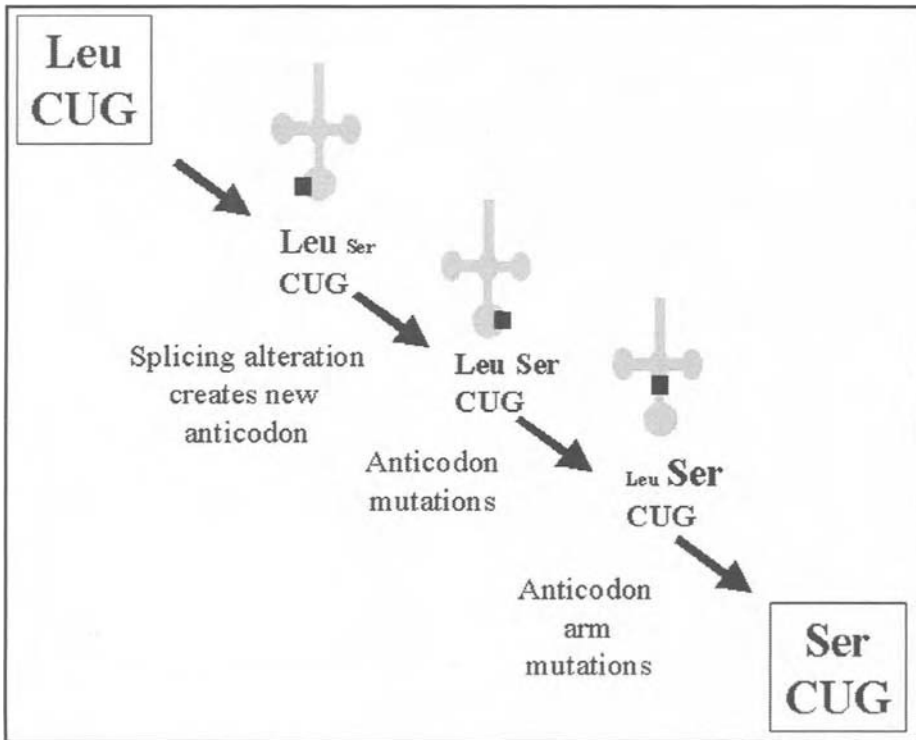 Leu
CUG
Leu Ser
CUG
Splicing alteration
creates new
anticodon
Leu Ser
CUG
Anticodon
mutations
Leu Ser
CUG
Anticodon
arm
mutations
Ser
CUG